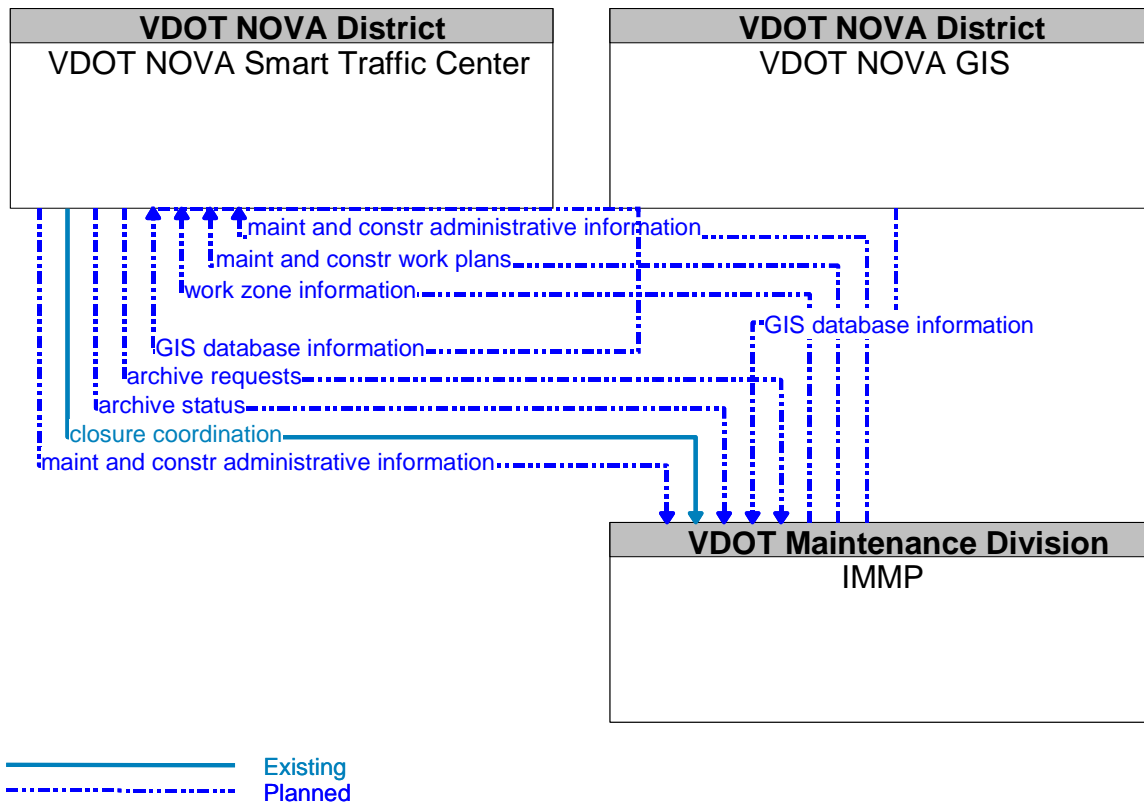 VDOT NOVA District
VDOT NOVA Smart Traffic Center
VDOT NOVA District
VDOT NOVA GIS
maint and constr administrative information
maint and constr work plans
work zone information
GIS database information
GIS database information
archive requests
archive status
closure coordination
maint and constr administrative information
VDOT Maintenance Division
IMMP
Existing
Planned